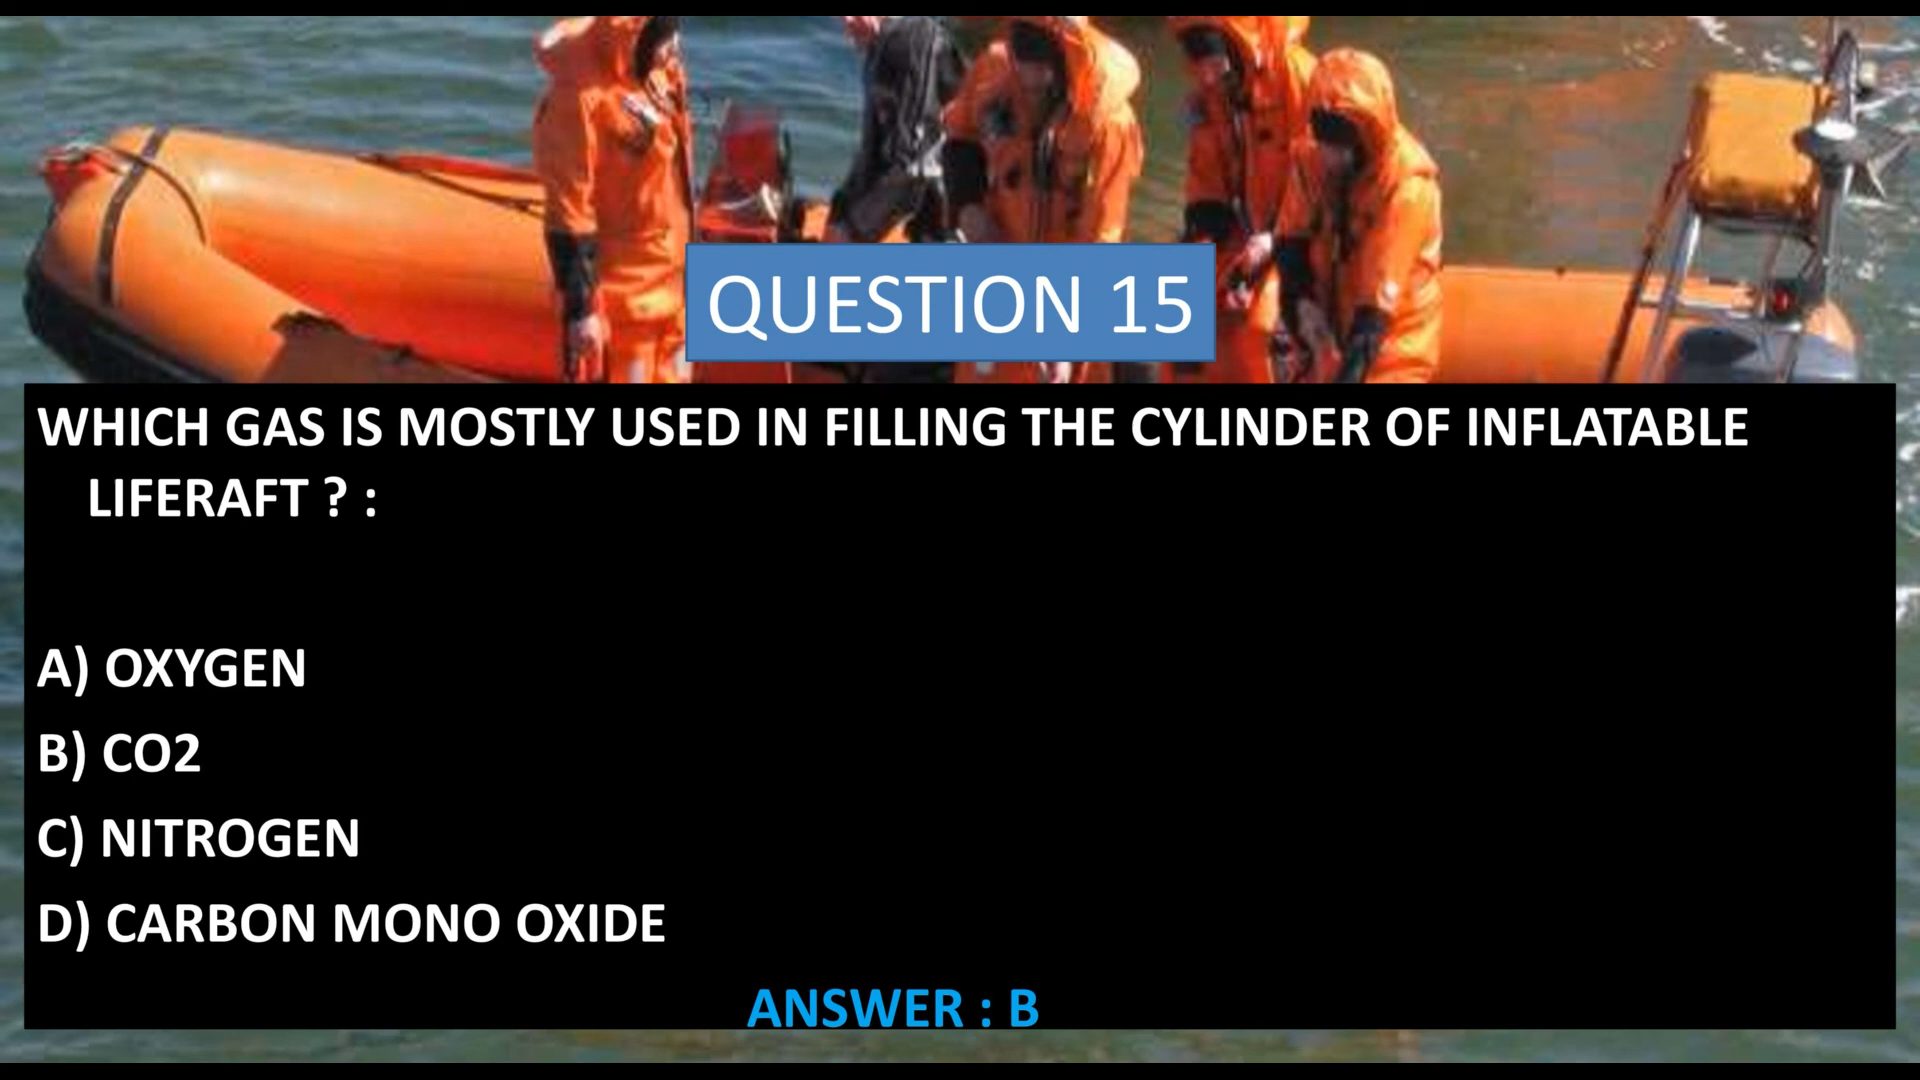 QUESTION 15
WHICH GAS IS MOSTLY USED IN FILLING THE CYLINDER OF INFLATABLE
LIFERAFT ? :
A) OXYGEN
B) CO2
C) NITROGEN
D) CARBON MONO OXIDE
ANSWER : B